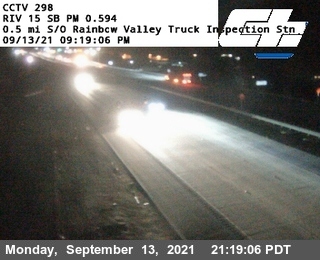 CCTV 298
RIV 15 SB PM 0.594
0.5 mi S/O Rainbcw Valley Truck Inspection Stn
09/13/21 09:19:06 PM
Monday, September 13, 2021 21:19:06 PDT